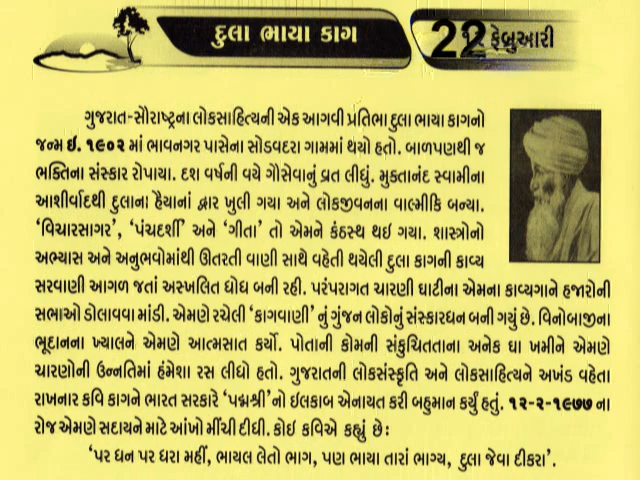 દુલા ભાયા કાગ
22 ફેબ્રુઆરી
ગુજરાત-સૌરાષ્ટ્રના લોકસાહિત્યની એક આગવી પ્રતિભા દુલા ભાયા કાગનો
જન્મ ઇ. ૧૯૦૨ માં ભાવનગર પાસેના સોડવદરા ગામમાં થયો હતો. બાળપણથી જ
ભક્તિના સંસ્કાર રોપાયા. દશ વર્ષની વયે ગૌસેવાનું વ્રત લીધું. મુક્તાનંદ સ્વામીના
આશીર્વાદથી દુલાના હૈયાનાં દ્વાર ખુલી ગયા અને લોકજીવનના વાલ્મીકિ બન્યા.
‘વિચારસાગર’, ‘પંચદર્શી’ અને ‘ગીતા’ તો એમને કંઠસ્થ થઇ ગયા. શાસ્ત્રોનો
અભ્યાસ અને અનુભવોમાંથી ઊતરતી વાણી સાથે વહેતી થયેલી દુલા કાગની કાવ્ય
સરવાણી આગળ જતાં અસ્ખલિત ધોધ બની રહી. પરંપરાગત ચારણી ઘાટીના એમના કાવ્યગાને હજારોની
સભાઓ ડોલાવવા માંડી. એમણે રચેલી ‘કાગવાણી’ નું ગુંજન લોકોનું સંસ્કારધન બની ગયું છે. વિનોબાજીના
ભૂદાનના ખ્યાલને એમણે આત્મસાત કર્યો. પોતાની કોમની સંકુચિતતાના અનેક ઘા ખમીને એમણે
ચારણોની ઉન્નતિમાં હંમેશા રસ લીધો હતો. ગુજરાતની લોકસંસ્કૃતિ અને લોકસાહિત્યને અખંડ વહેતા
રાખનાર કવિ કાગને ભારત સરકારે ‘પદ્મશ્રી’નો ઈલકાબ એનાયત કરી બહુમાન કર્યું હતું. ૧૨-૨-૧૯૭૭ ના
રોજ એમણે સદાયને માટે આંખો મીંચી દીધી. કોઇ કવિએ કહ્યું છે:
‘પર ધન પર ધરા મહીં, ભાયલ લેતો ભાગ, પણ ભાયા તારાં ભાગ્ય, દુલા જેવા દીકરા’.